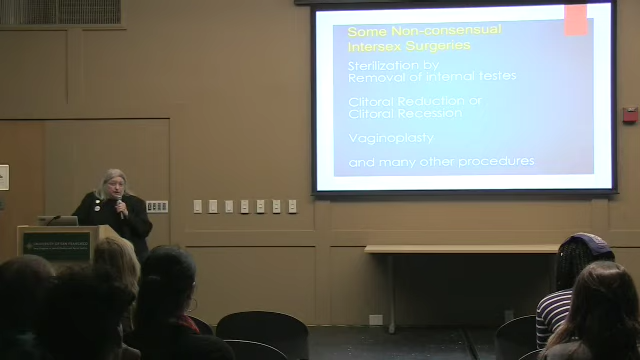 Some Non-consensual
Intersex Surgeries
Sterilization by
Removal of Internal Testes
Clitoral Reduction or
Clitoral Recession
Vaginoplasty
and many other procedures